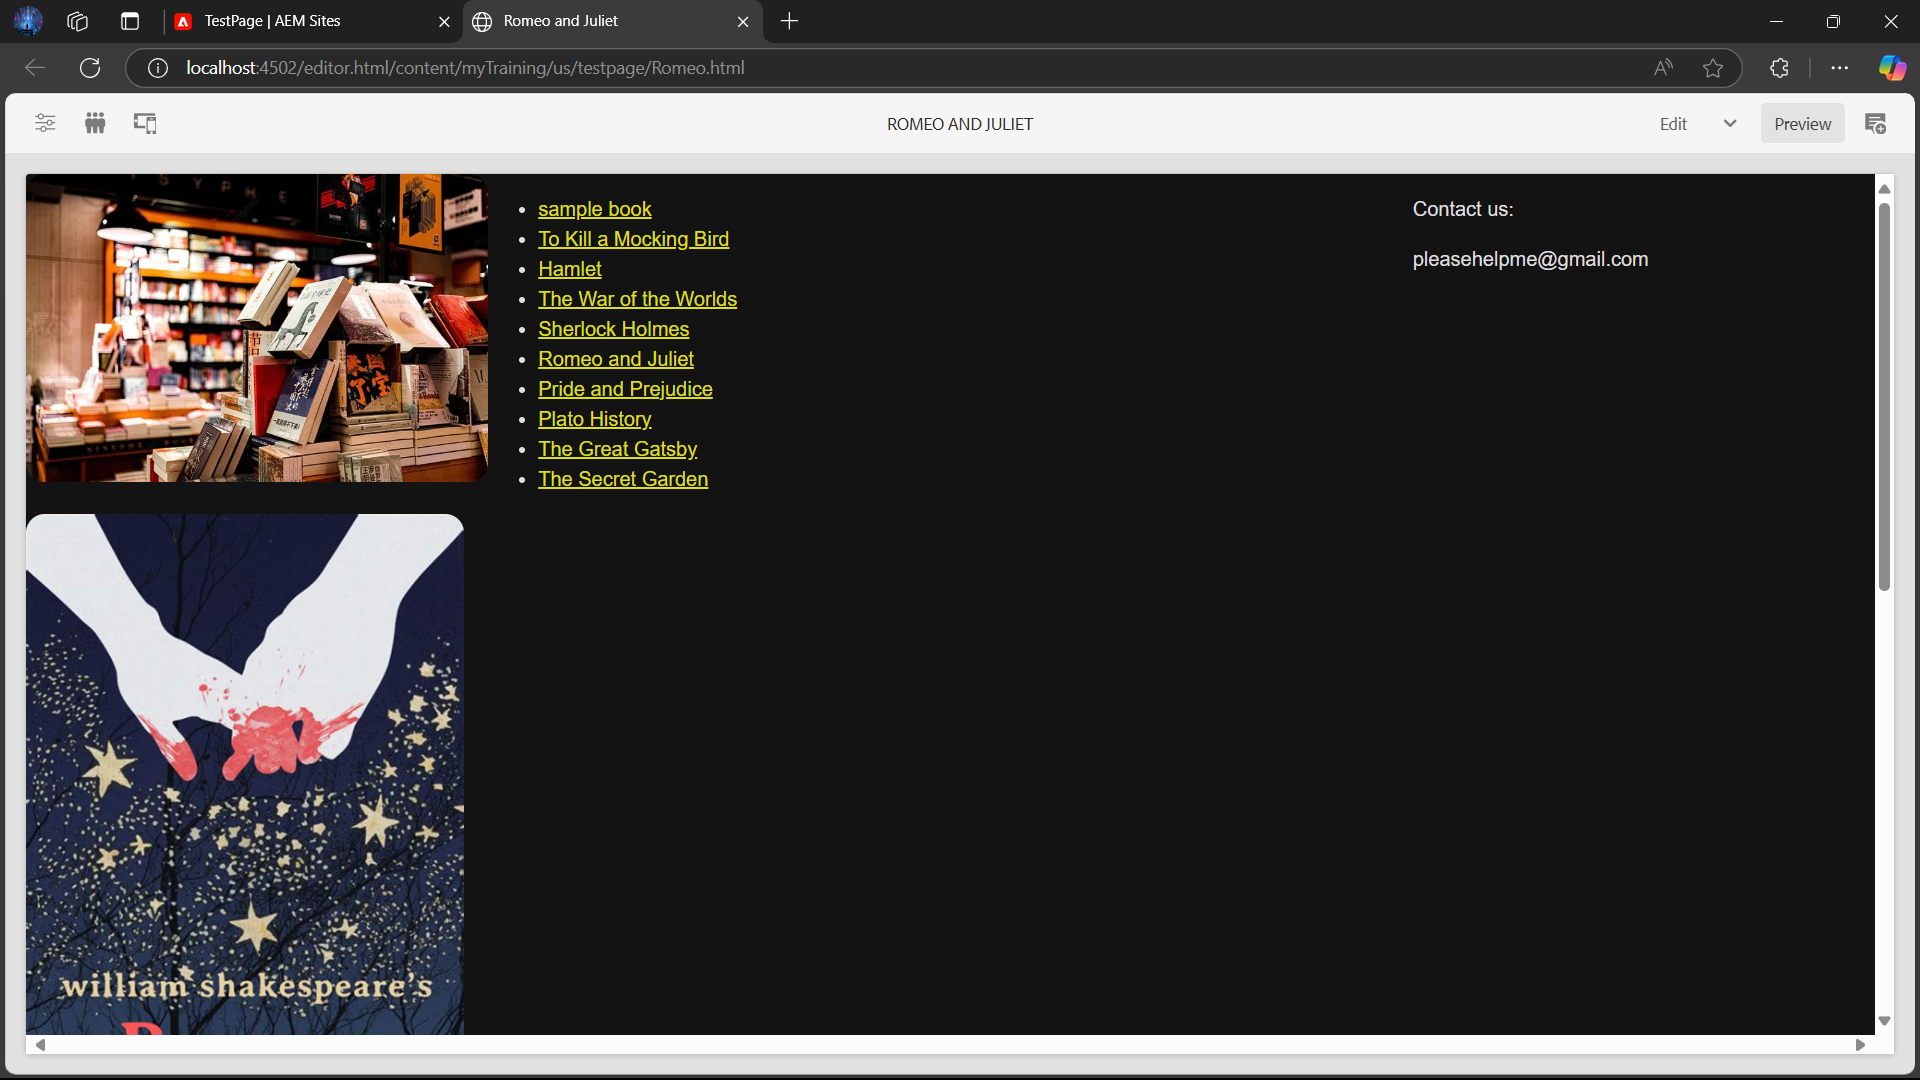 TestPage | AEM Sites
Romeo and Juliet
localhost:4502/editor.html/content/myTraining/us/testpage/Romeo.html
ROMEO AND JULIET
Edit
Preview
SYPHE
sample book
To Kill a Mocking Bird
Hamlet
The War of the Worlds
Sherlock Holmes
Romeo and Juliet
Pride and Prejudice
Plato History
The Great Gatsby
The Secret Garden
Contact us:
pleasehelpme@gmail.com
william shakespeare's